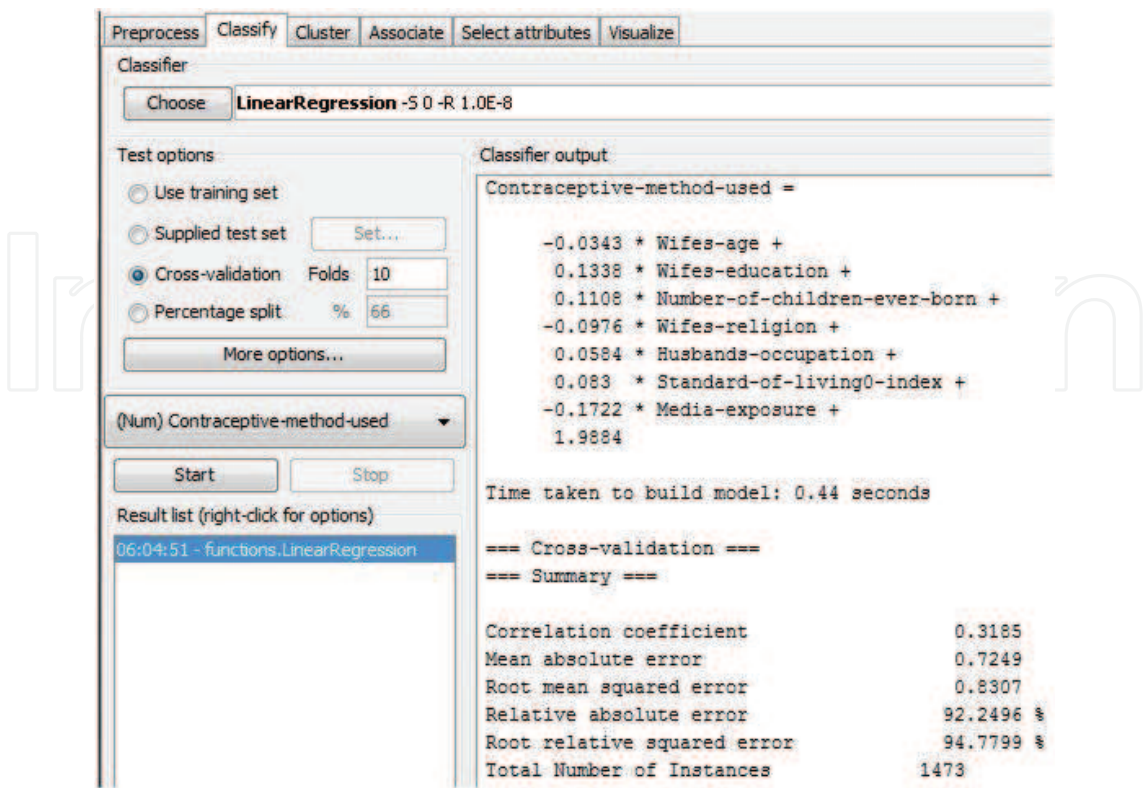 Preprocess Classify Cluster Associate Select attributes Visualize
Classifier
Choose LinearRegression -S 0 -R 1.0E-8
Test options
Use training set
Supplied test set Set...
Cross-validation Folds 10
Percentage split % 66
More options...
(Num) Contraceptive-method-used
Start Stop
Result list (right-click for options)
06:04:51 - functions.LinearRegression
Classifier output
Contraceptive-method-used =
-0.0343 * Wifes-age +
0.1338 * Wifes-education +
0.1108 * Number-of-children-ever-born +
-0.0976 * Wifes-religion +
0.0584 * Husbands-occupation +
0.083 * Standard-of-living0-index +
-0.1722 * Media-exposure +
1.9884
Time taken to build model: 0.44 seconds
=== Cross-validation ===
=== Summary ===
Correlation coefficient 0.3185
Mean absolute error 0.7249
Root mean squared error 0.8307
Relative absolute error 92.2496 %
Root relative squared error 94.7799 %
Total Number of Instances 1473